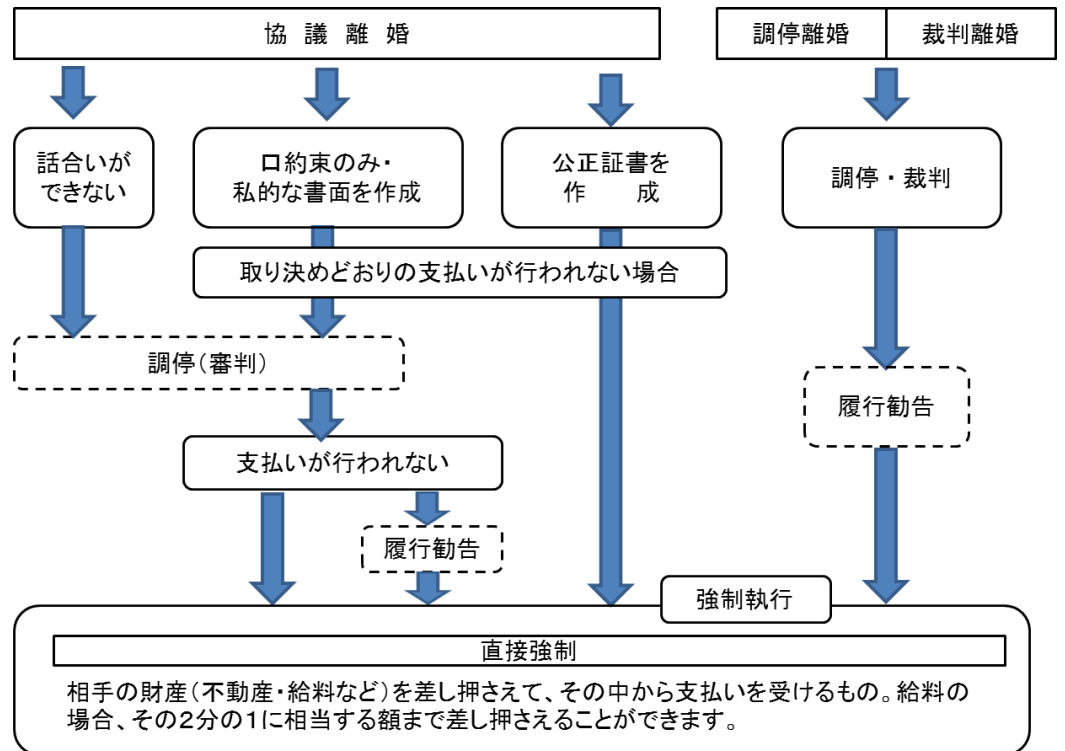 協 議 離 婚
調停離婚
裁判離婚
話合いが
できない
口約束のみ・
私的な書面を作成
公正証書を
作　　成
調停・裁判
取り決めどおりの支払いが行われない場合
調停（審判）
履行勧告
支払いが行われない
履行勧告
強制執行
直接強制
相手の財産（不動産・給料など）を差し押さえて、その中から支払いを受けるもの。給料の
場合、その２分の１に相当する額まで差し押さえることができます。